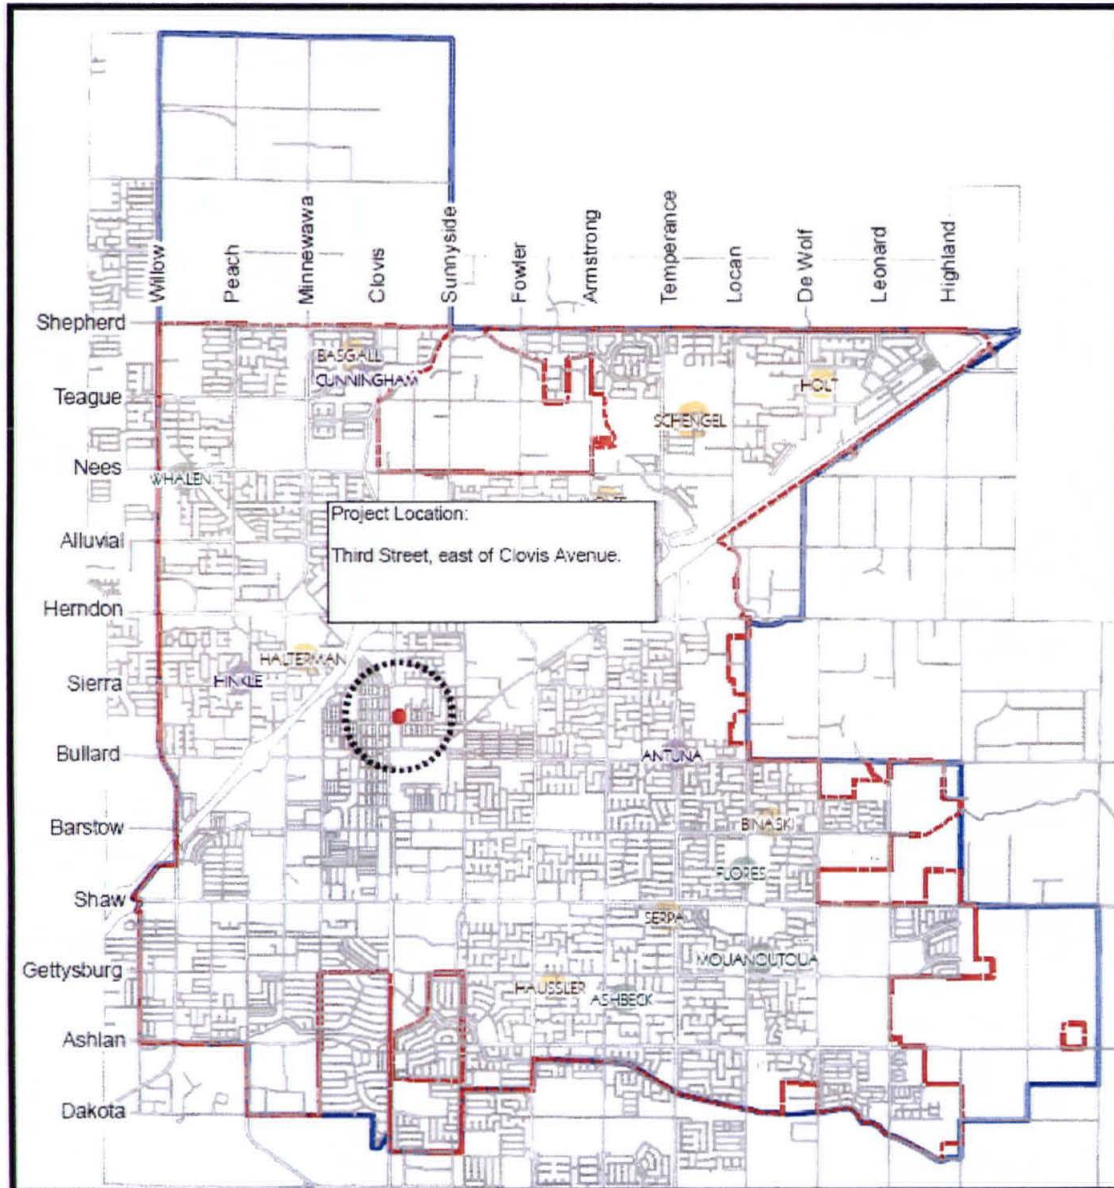 Willow
Peach
Minnewawa
Clovis
Sunnyside
Fowler
Armstrong
Temperance
Locan
De Wolf
Leonard
Highland
Shepherd
BASGALL
CUNNINGHAM
HOLT
Teague
SCHENGEL
Nees
WHALEN
Project Location:
Third Street, east of Clovis Avenue.
Alluvial
Herndon
HALTERMAN
Sierra
HINKLE
Bullard
ANTUNA
Barstow
BINASKI
FLORES
Shaw
SERPA
Gettysburg
MOUANOUTOUA
HAUSSLER
ASHBECK
Ashlan
Dakota